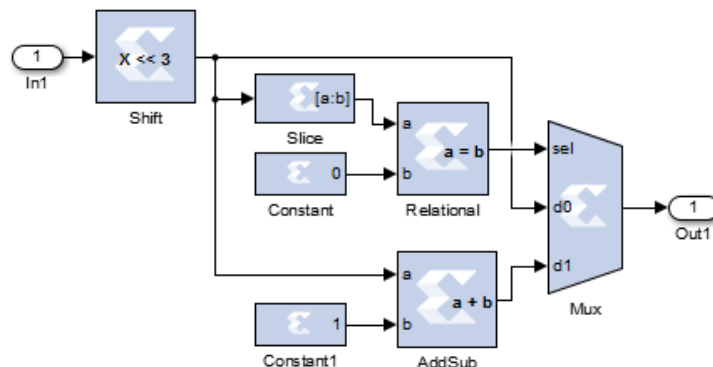 1
In1
X << 3
Shift
[a:b]
Slice
0
Constant
a
b
a = b
Relational
sel
d0
d1
Mux
1
Out1
a
b
a + b
AddSub
1
Constant1